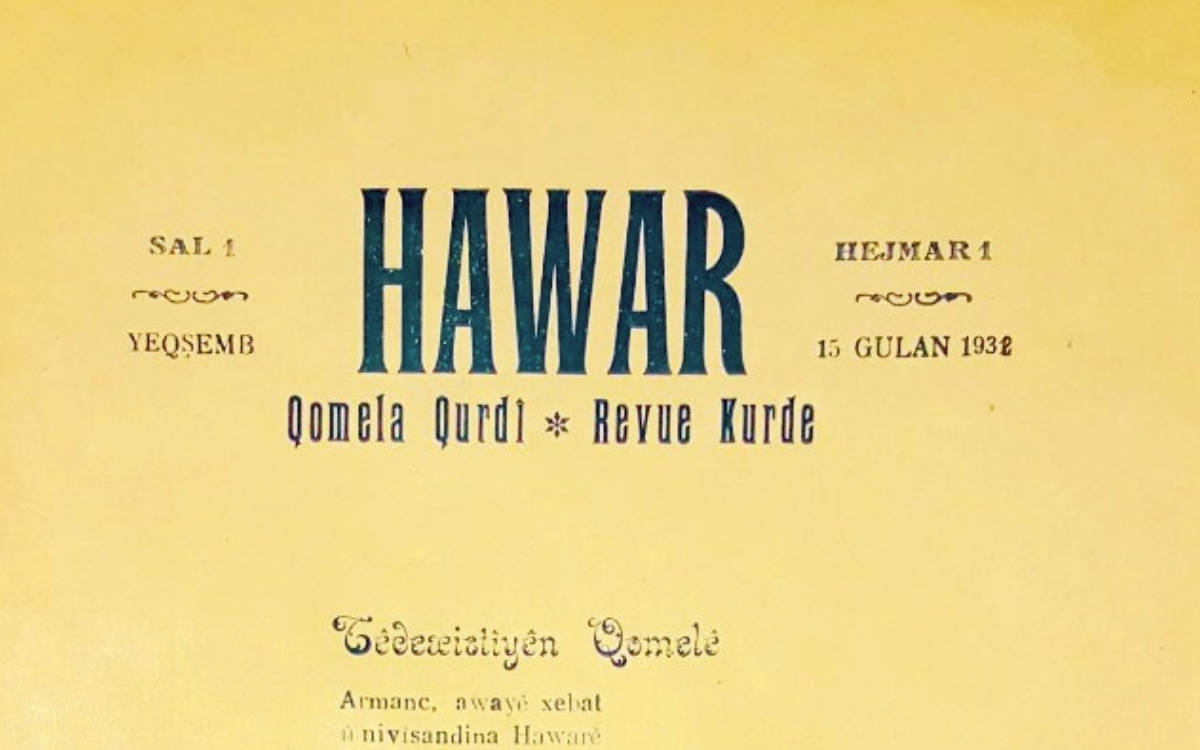 HAWAR
SAL 1
HEJMAR 1
YEQŞEMB
15 GULAN 1932
Qomela Qurdî * Revue Kurde
Têdexistiyên Qomelê
Armanc, awayê xebat
û nivîsandina Hawarê